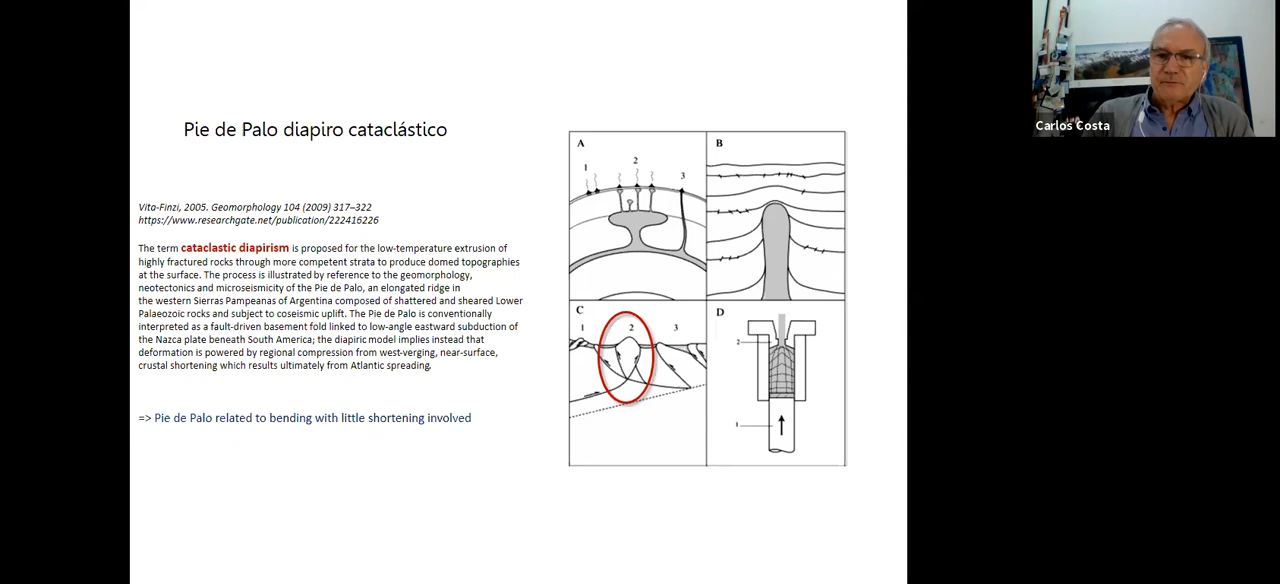 Pie de Palo diapiro cataclástico
Vita-Finzi, 2005. Geomorphology 104 (2009) 317–322
https://www.researchgate.net/publication/222416226
The term cataclastic diapirism is proposed for the low-temperature extrusion of
highly fractured rocks through more competent strata to produce domed topographies
at the surface. The process is illustrated by reference to the geomorphology,
neotectonics and microseismicity of the Pie de Palo, an elongated ridge in
the western Sierras Pampeanas of Argentina composed of shattered and sheared Lower
Palaeozoic rocks and subject to coseismic uplift. The Pie de Palo is conventionally
interpreted as a fault-driven basement fold linked to low-angle eastward subduction of
the Nazca plate beneath South America; the diapiric model implies instead that
deformation is powered by regional compression from west-verging, near-surface,
crustal shortening which results ultimately from Atlantic spreading.
=> Pie de Palo related to bending with little shortening involved
A
1
2
3
B
C
1
2
3
D
2
1
Carlos Costa